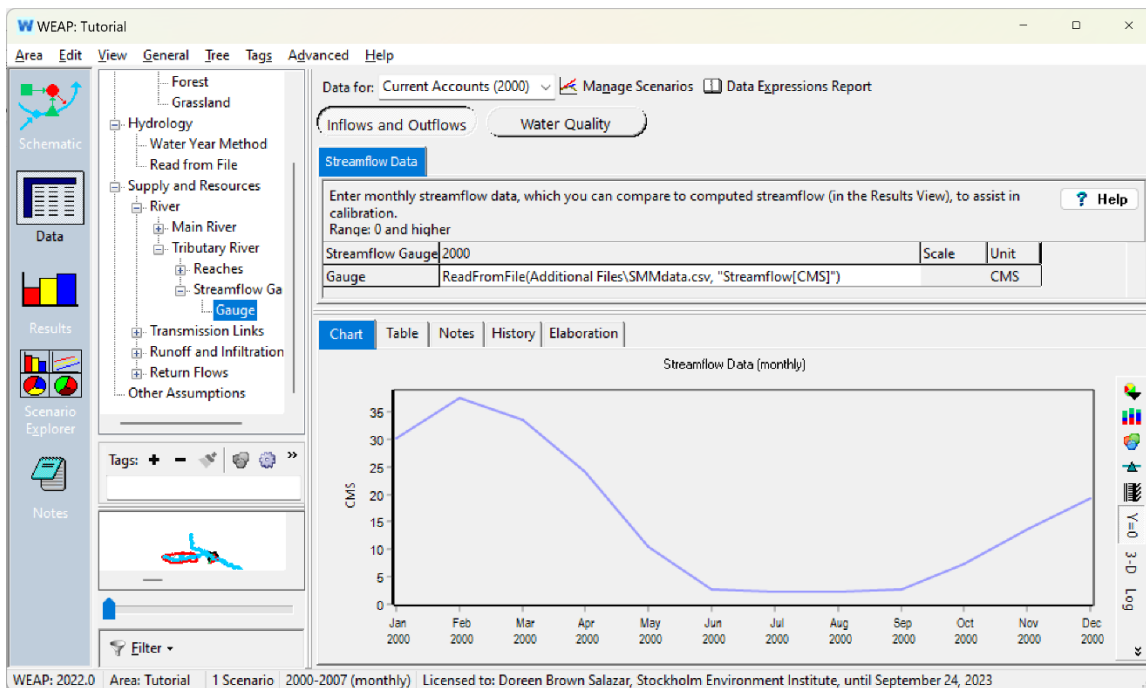 WEAP: Tutorial
Area Edit View General Tree Tags Advanced Help
Schematic
Data
Results
Scenario
Explorer
Notes
Forest
Grassland
Hydrology
Water Year Method
Read from File
Supply and Resources
River
Main River
Tributary River
Reaches
Streamflow Ga
Gauge
Transmission Links
Runoff and Infiltration
Return Flows
Other Assumptions
Tags:
Filter
Data for: Current Accounts (2000) Manage Scenarios Data Expressions Report
Inflows and Outflows Water Quality
Streamflow Data
Enter monthly streamflow data, which you can compare to computed streamflow (in the Results View), to assist in
calibration.
Range: 0 and higher
? Help
Streamflow Gauge 2000 Scale Unit
Gauge ReadFromFile(Additional Files\SMMdata.csv, "Streamflow[CMS]") CMS
Chart Table Notes History Elaboration
Streamflow Data (monthly)
CMS
35
30
25
20
15
10
5
0
Jan Feb Mar Apr May Jun Jul Aug Sep Oct Nov Dec
2000 2000 2000 2000 2000 2000 2000 2000 2000 2000 2000 2000
Y=0
3-D
Log
WEAP: 2022.0 Area: Tutorial 1 Scenario 2000-2007 (monthly) Licensed to: Doreen Brown Salazar, Stockholm Environment Institute, until September 24, 2023